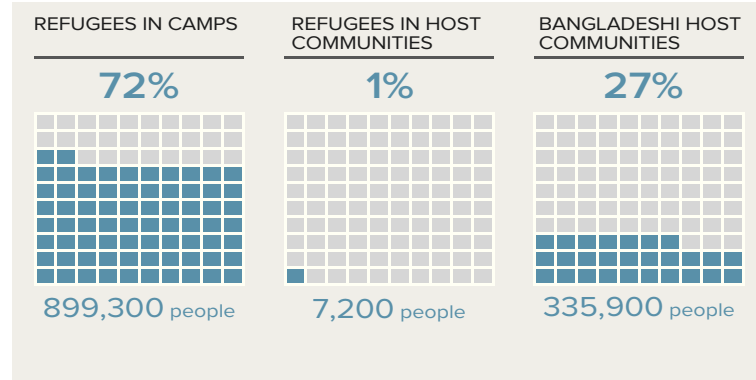 REFUGEES IN CAMPS
72%
899,300 people
REFUGEES IN HOST
COMMUNITIES
1%
7,200 people
BANGLADESHI HOST
COMMUNITIES
27%
335,900 people